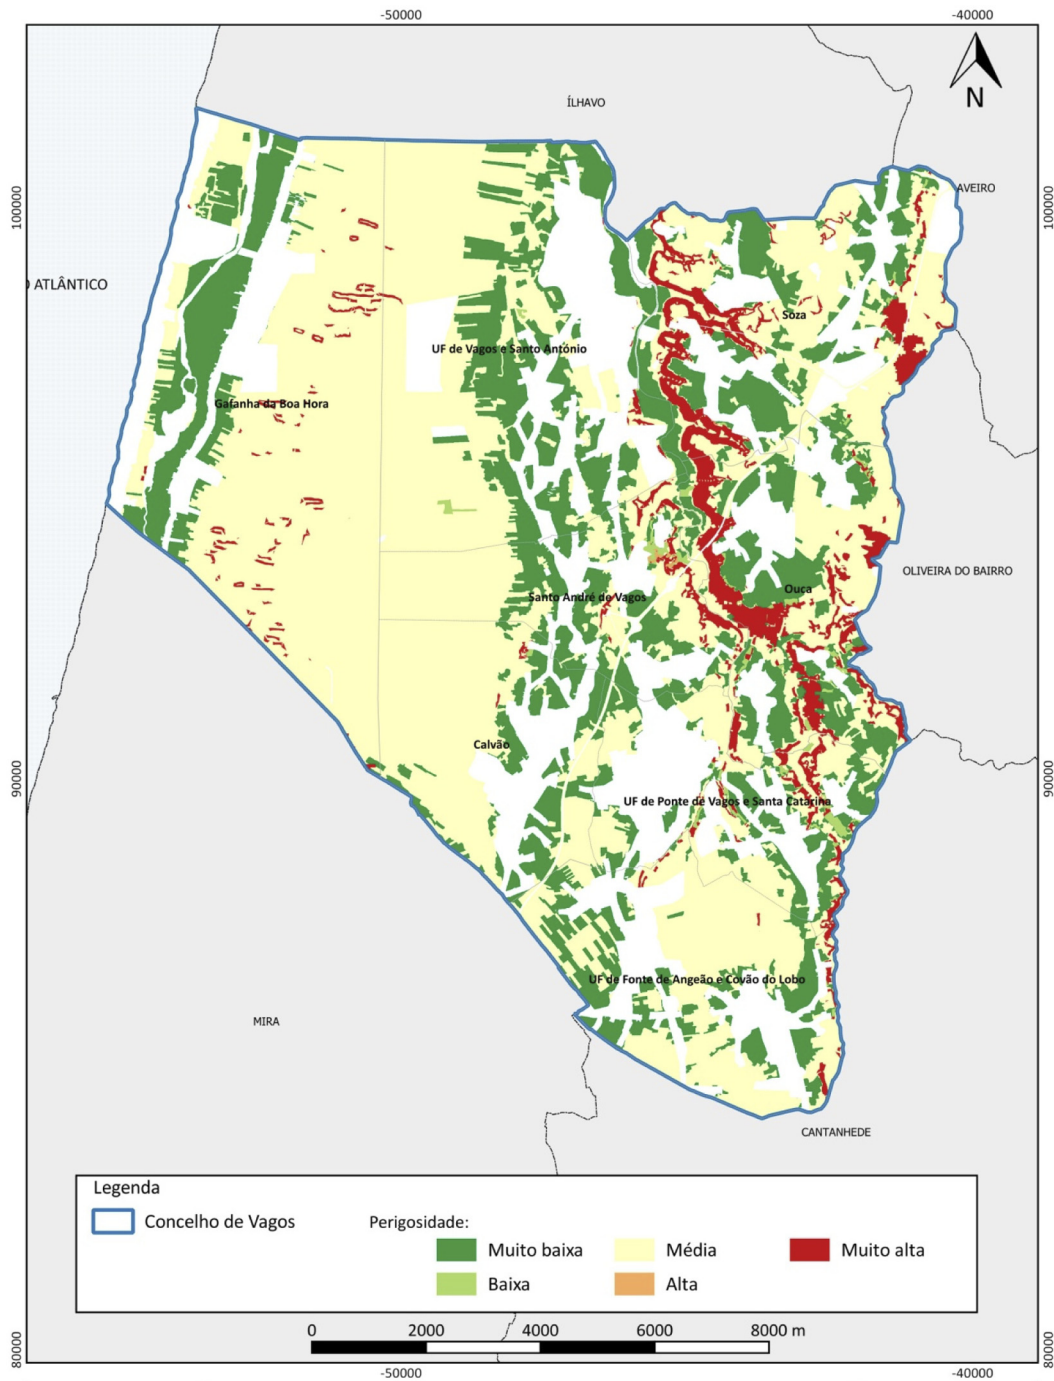 -50000
-40000
N
ÍLHAVO
AVEIRO
100000
100000
O ATLÂNTICO
Sôza
UF de Vagos e Santo António
Gafanha da Boa Hora
OLIVEIRA DO BAIRRO
Ouca
Santo André de Vagos
Calvão
90000
90000
UF de Ponte de Vagos e Santa Catarina
UF de Fonte de Angeão e Covão do Lobo
MIRA
CANTANHEDE
Legenda
Concelho de Vagos
Perigosidade:
Muito baixa
Média
Muito alta
Baixa
Alta
0 2000 4000 6000 8000 m
80000
80000
-50000
-40000